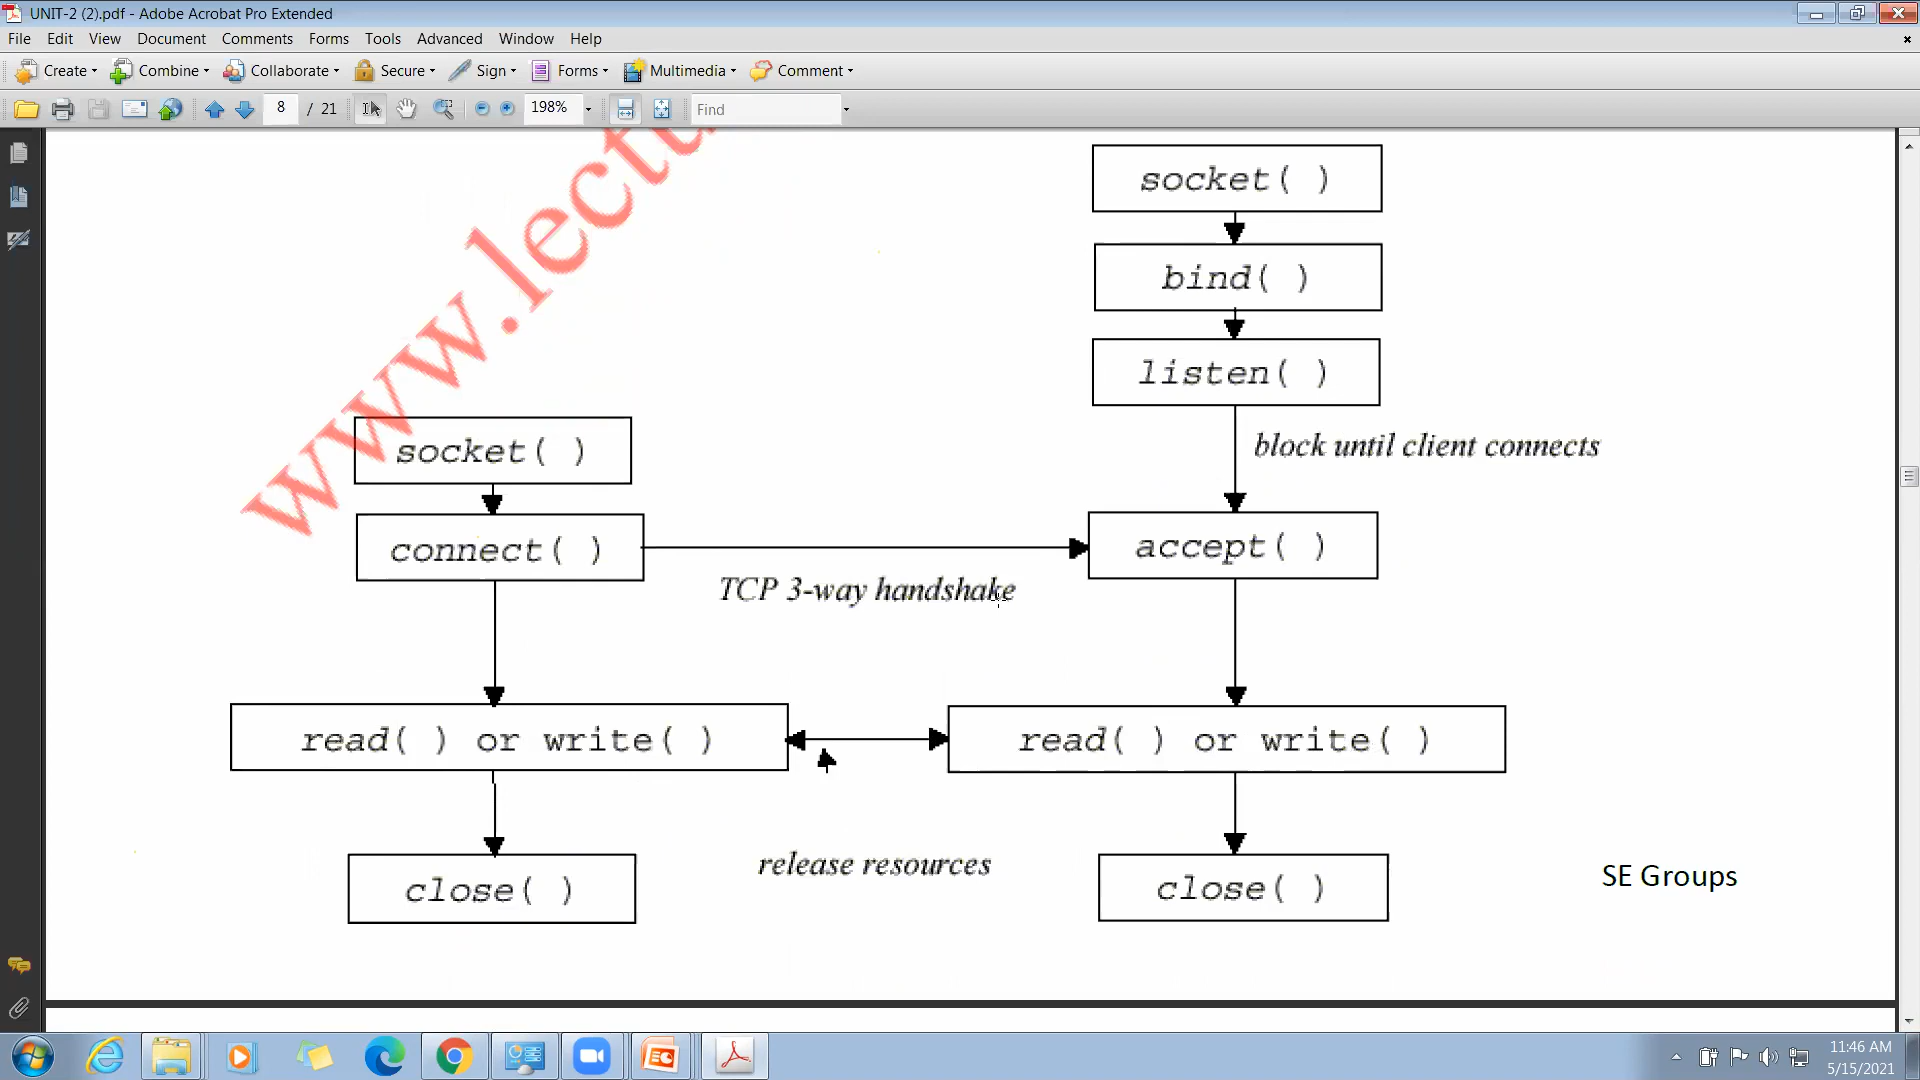 UNIT-2 (2).pdf - Adobe Acrobat Pro Extended
File Edit View Document Comments Forms Tools Advanced Window Help
Create Combine Collaborate Secure Sign Forms Multimedia Comment
8 / 21 198% Find
www.lectu
socket( )
bind( )
listen( )
block until client connects
socket( )
connect( )
accept( )
TCP 3-way handshake
read( ) or write( )
read( ) or write( )
release resources
close( )
close( )
SE Groups
11:46 AM
5/15/2021